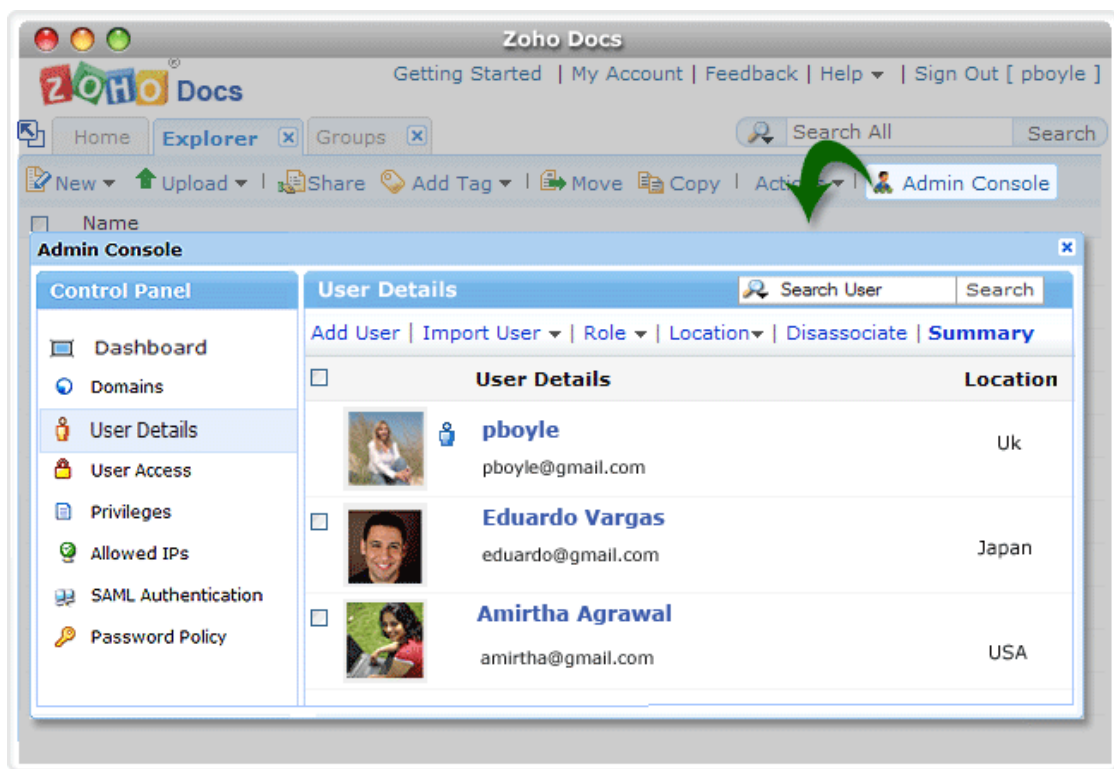 Zoho Docs
ZOHO® Docs
Getting Started | My Account | Feedback | Help | Sign Out [ pboyle ]
Home Explorer Groups Search All Search
New Upload | Share Add Tag | Move Copy | Actions | Admin Console
Name
Admin Console
Control Panel
Dashboard
Domains
User Details
User Access
Privileges
Allowed IPs
SAML Authentication
Password Policy
User Details Search User Search
Add User | Import User | Role | Location | Disassociate | Summary
User Details Location
pboyle
pboyle@gmail.com
Uk
Eduardo Vargas
eduardo@gmail.com
Japan
Amirtha Agrawal
amirtha@gmail.com
USA